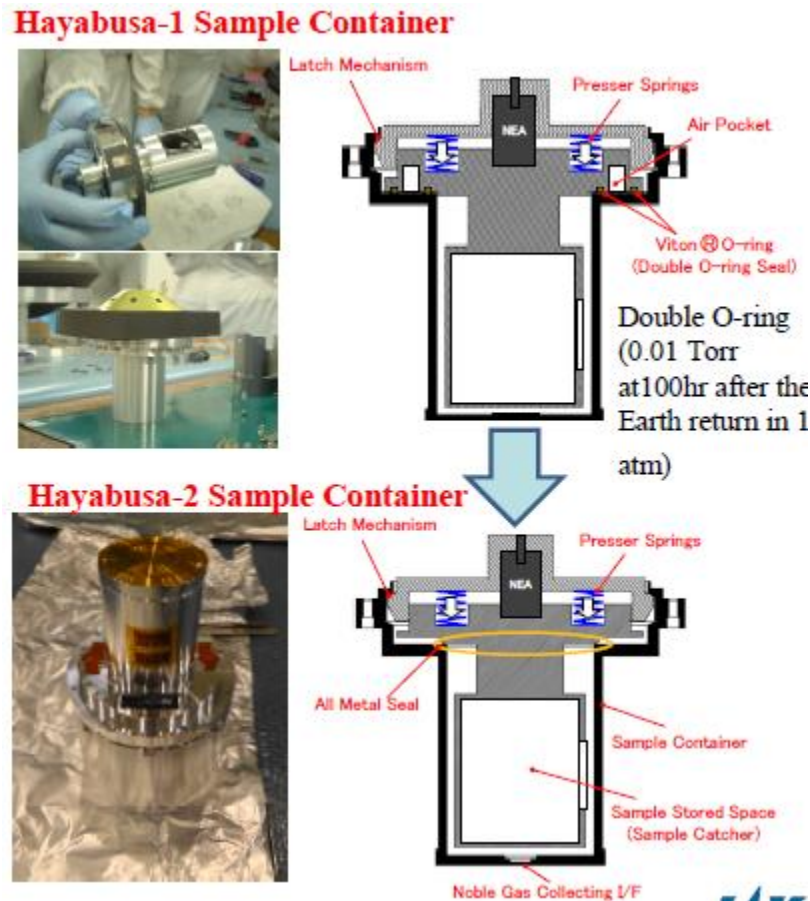 Hayabusa-1 Sample Container
Latch Mechanism
Presser Springs
NEA
Air Pocket
Viton Ⓡ O-ring
(Double O-ring Seal)
Double O-ring
(0.01 Torr
at100hr after the
Earth return in 1
atm)
Hayabusa-2 Sample Container
Latch Mechanism
Presser Springs
NEA
All Metal Seal
Sample Container
Sample Stored Space
(Sample Catcher)
Noble Gas Collecting I/F